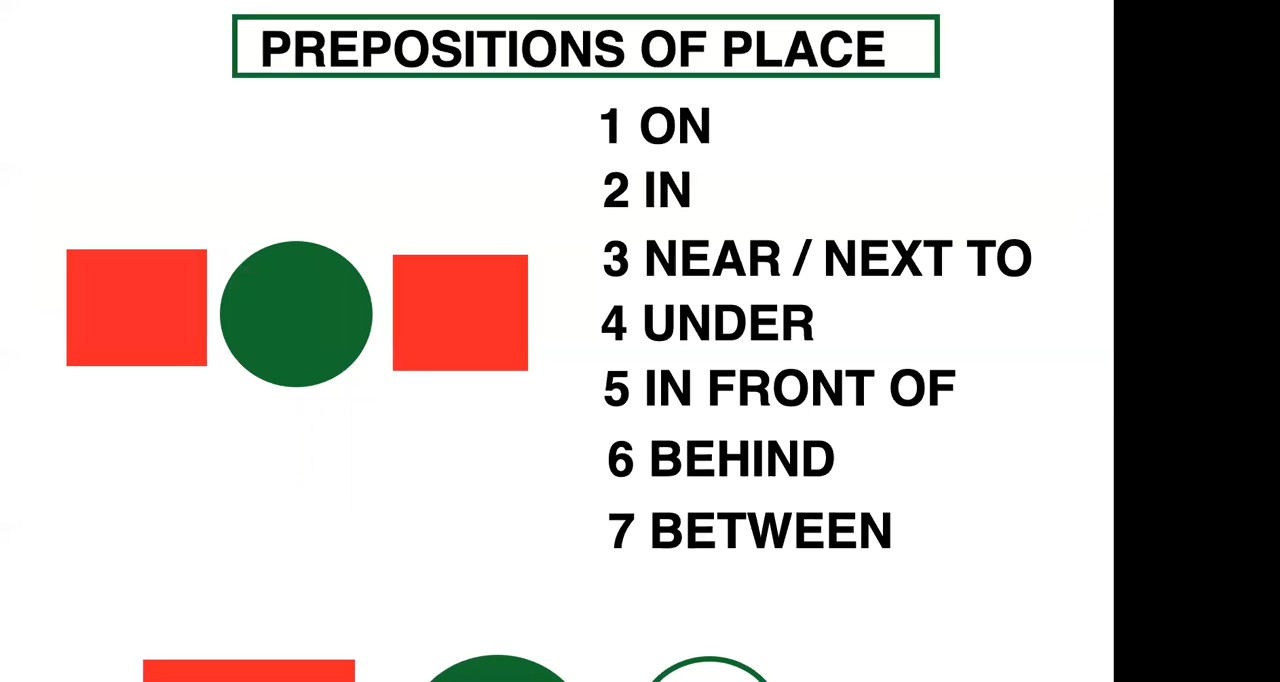 PREPOSITIONS OF PLACE
1 ON
2 IN
3 NEAR / NEXT TO
4 UNDER
5 IN FRONT OF
6 BEHIND
7 BETWEEN